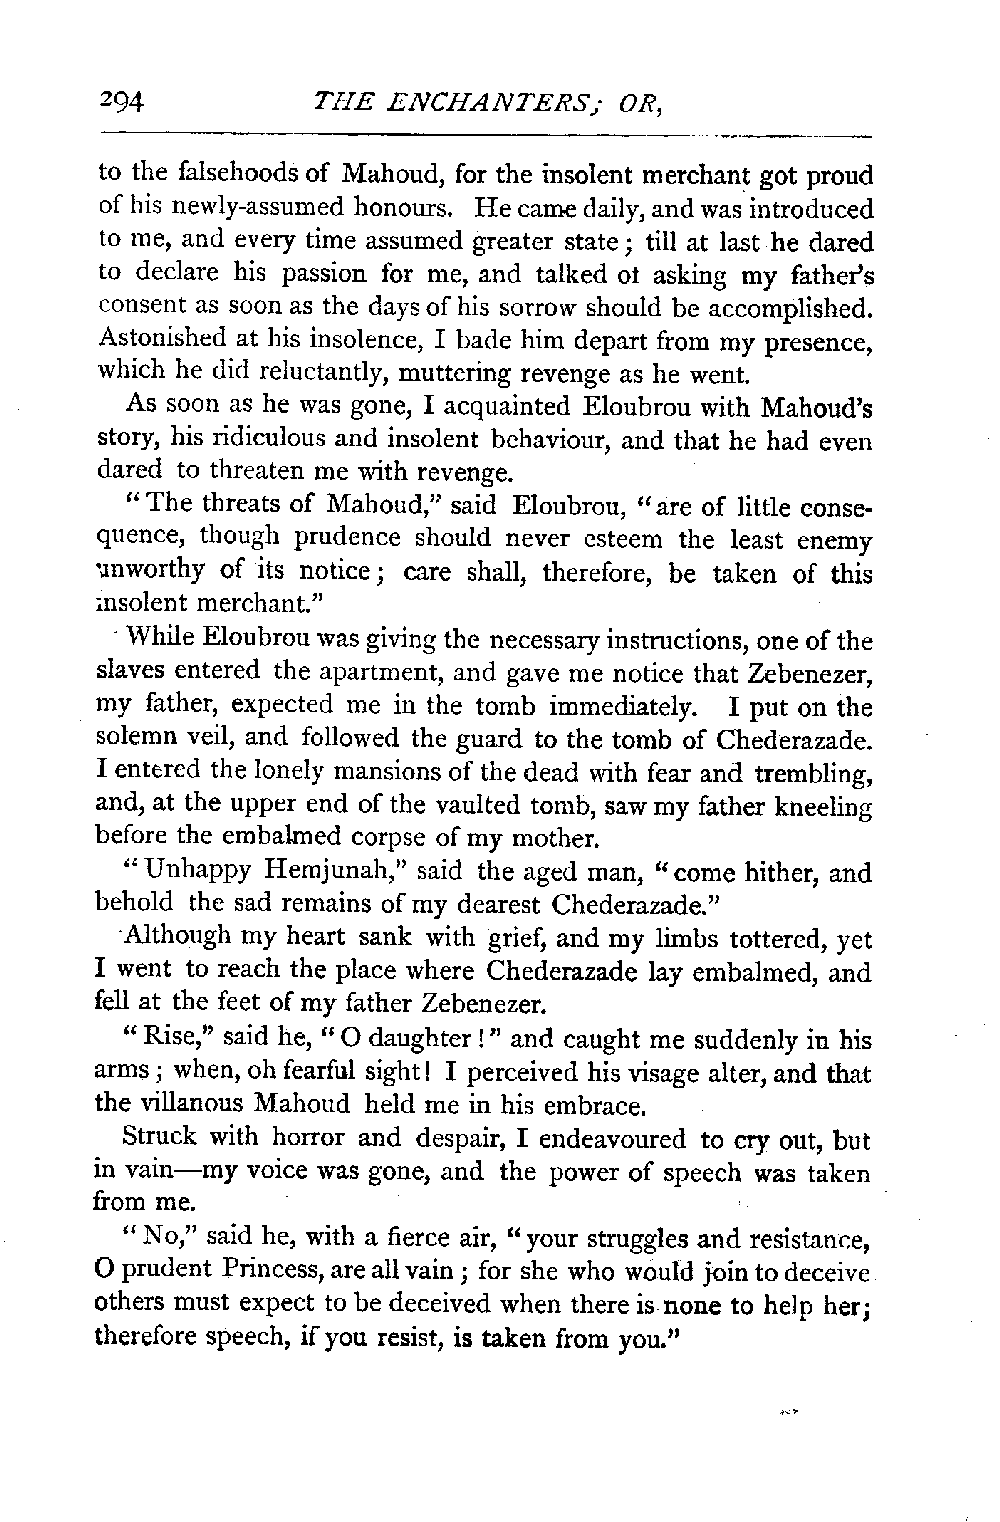 294 THE ENCHANTERS; OR,
to the falsehoods of Mahoud, for the insolent merchant got proud
of his newly-assumed honours. He came daily, and was introduced
to me, and every time assumed greater state; till at last he dared
to declare his passion for me, and talked of asking my father's
consent as soon as the days of his sorrow should be accomplished.
Astonished at his insolence, I bade him depart from my presence,
which he did reluctantly, muttering revenge as he went.
As soon as he was gone, I acquainted Eloubrou with Mahoud's
story, his ridiculous and insolent behaviour, and that he had even
dared to threaten me with revenge.
"The threats of Mahoud," said Eloubrou, "are of little conse-
quence, though prudence should never esteem the least enemy
unworthy of its notice; care shall, therefore, be taken of this
insolent merchant."
While Eloubrou was giving the necessary instructions, one of the
slaves entered the apartment, and gave me notice that Zebenezer,
my father, expected me in the tomb immediately. I put on the
solemn veil, and followed the guard to the tomb of Chederazade.
I entered the lonely mansions of the dead with fear and trembling,
and, at the upper end of the vaulted tomb, saw my father kneeling
before the embalmed corpse of my mother.
"Unhappy Hemjunah," said the aged man, "come hither, and
behold the sad remains of my dearest Chederazade."
Although my heart sank with grief, and my limbs tottered, yet
I went to reach the place where Chederazade lay embalmed, and
fell at the feet of my father Zebenezer.
"Rise," said he, "O daughter!" and caught me suddenly in his
arms; when, oh fearful sight! I perceived his visage alter, and that
the villanous Mahoud held me in his embrace.
Struck with horror and despair, I endeavoured to cry out, but
in vain—my voice was gone, and the power of speech was taken
from me.
"No," said he, with a fierce air, "your struggles and resistance,
O prudent Princess, are all vain; for she who would join to deceive
others must expect to be deceived when there is none to help her;
therefore speech, if you resist, is taken from you."